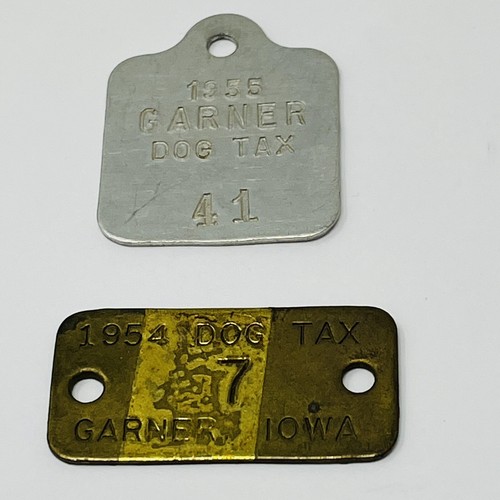 1955
GARNER
DOG TAX
41
1954 DOG TAX
7
GARNER, IOWA